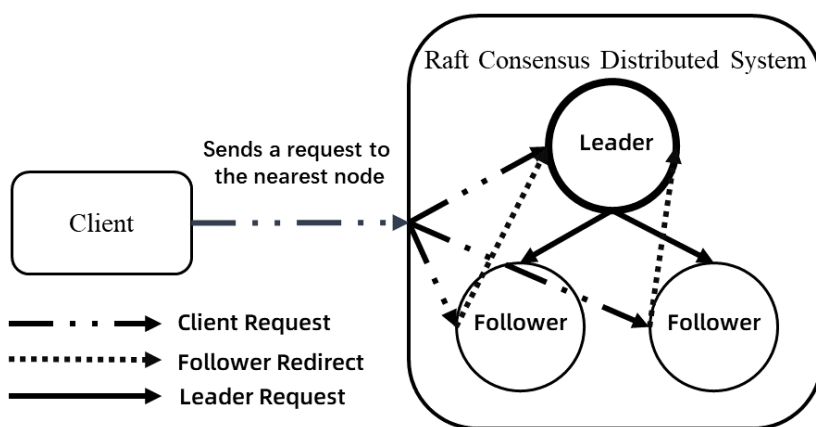 Raft Consensus Distributed System
Leader
Sends a request to
the nearest node
Client
Follower
Follower
Client Request
Follower Redirect
Leader Request